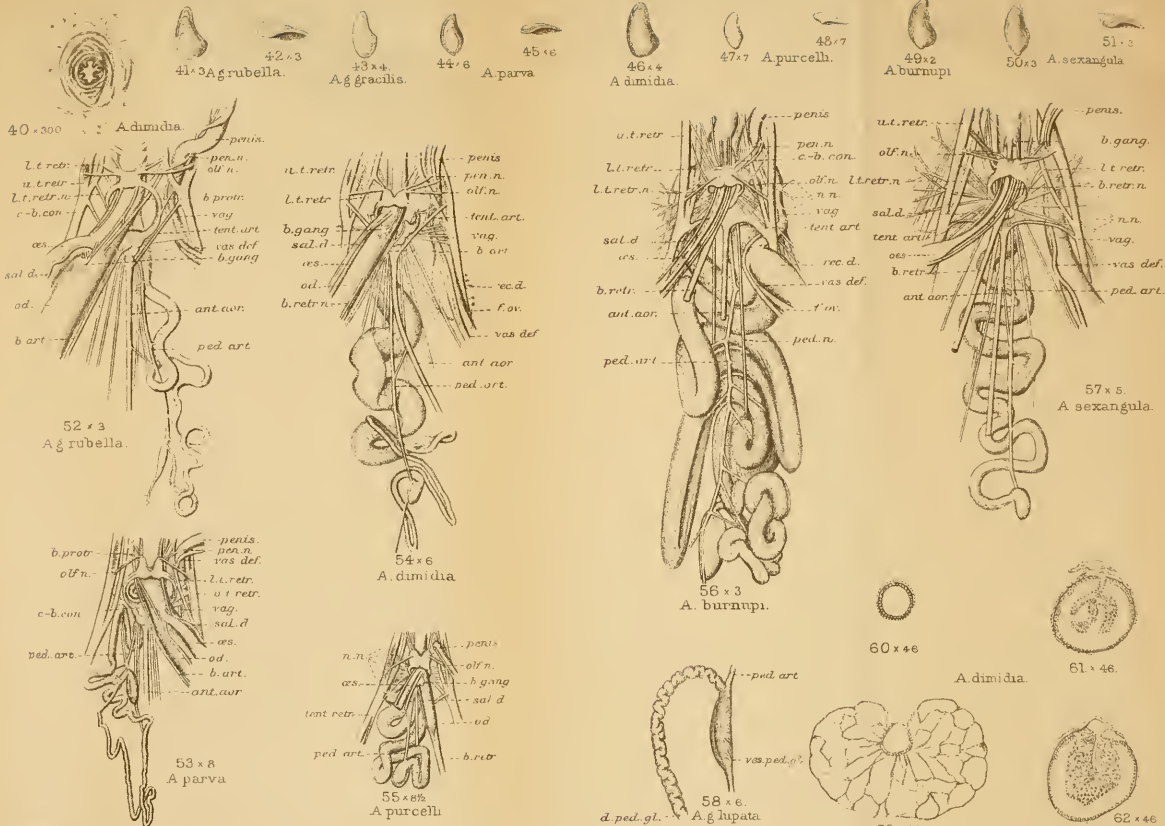 41×3 Ag rubella.
42×3
43×4.
Ag gracilis.
44×6
45×6
A.parva
46×4
A dimidia.
47×7
A.purcelli.
48×7
49×2
A burnupi
50×3
A.sexangula
51·3
40×300
A.dimidia.
penis.
pen.n.
olf n.
l.t retr.
u.t.retr
l.t.retr.n
c-b.con
œs.
sal d.
od.
b art
b.protr.
vag
tent.art
vas def
b.gang
ant.aor.
ped art
52 × 3
Ag rubella.
u.t.retr.
l.t.retr
b.gang
sal.d
œs.
od.
b.retr n
penis
pen.n.
olf.n.
tent.art.
vag.
b art
rec.d.
f.ov.
vas def
ant aor
ped.art.
54×6
A. dimidia
u.t.retr
l.t.retr.
l.t.retr.n.
sal.d
œs.
b.retr.
ant.aor.
ped.art
penis
pen.n
c.-b.con.
olf.n.
n.n
vag
tent art
rec.d.
vas def.
f ov.
ped.n.
56×3
A. burnupi.
u.t.retr.
olf.n.
l.t.retr.n.
sal.d
tent art
oes
b.retr
ant aor.
penis.
b.gang.
l t retr
b.retr.n
n.n.
vag.
vas def
ped art.
57× 5.
A sexangula.
b.protr
olf n.
c-b.con
ped.art.
penis.
pen.n
vas def.
l.t.retr.
u t retr.
vag.
sal.d
œs.
od.
b.art.
ant.aor
53×8
A parva
n.n.
œs.
tent retr.
ped art.
penis
olf n.
b gang
sal d
od
b.retr
55×8½
A purcelli
ped art
ves.ped.gl.
d.ped.gl.
58×6.
A.g lupata
60×46
A.dimidia.
61×46.
62×46